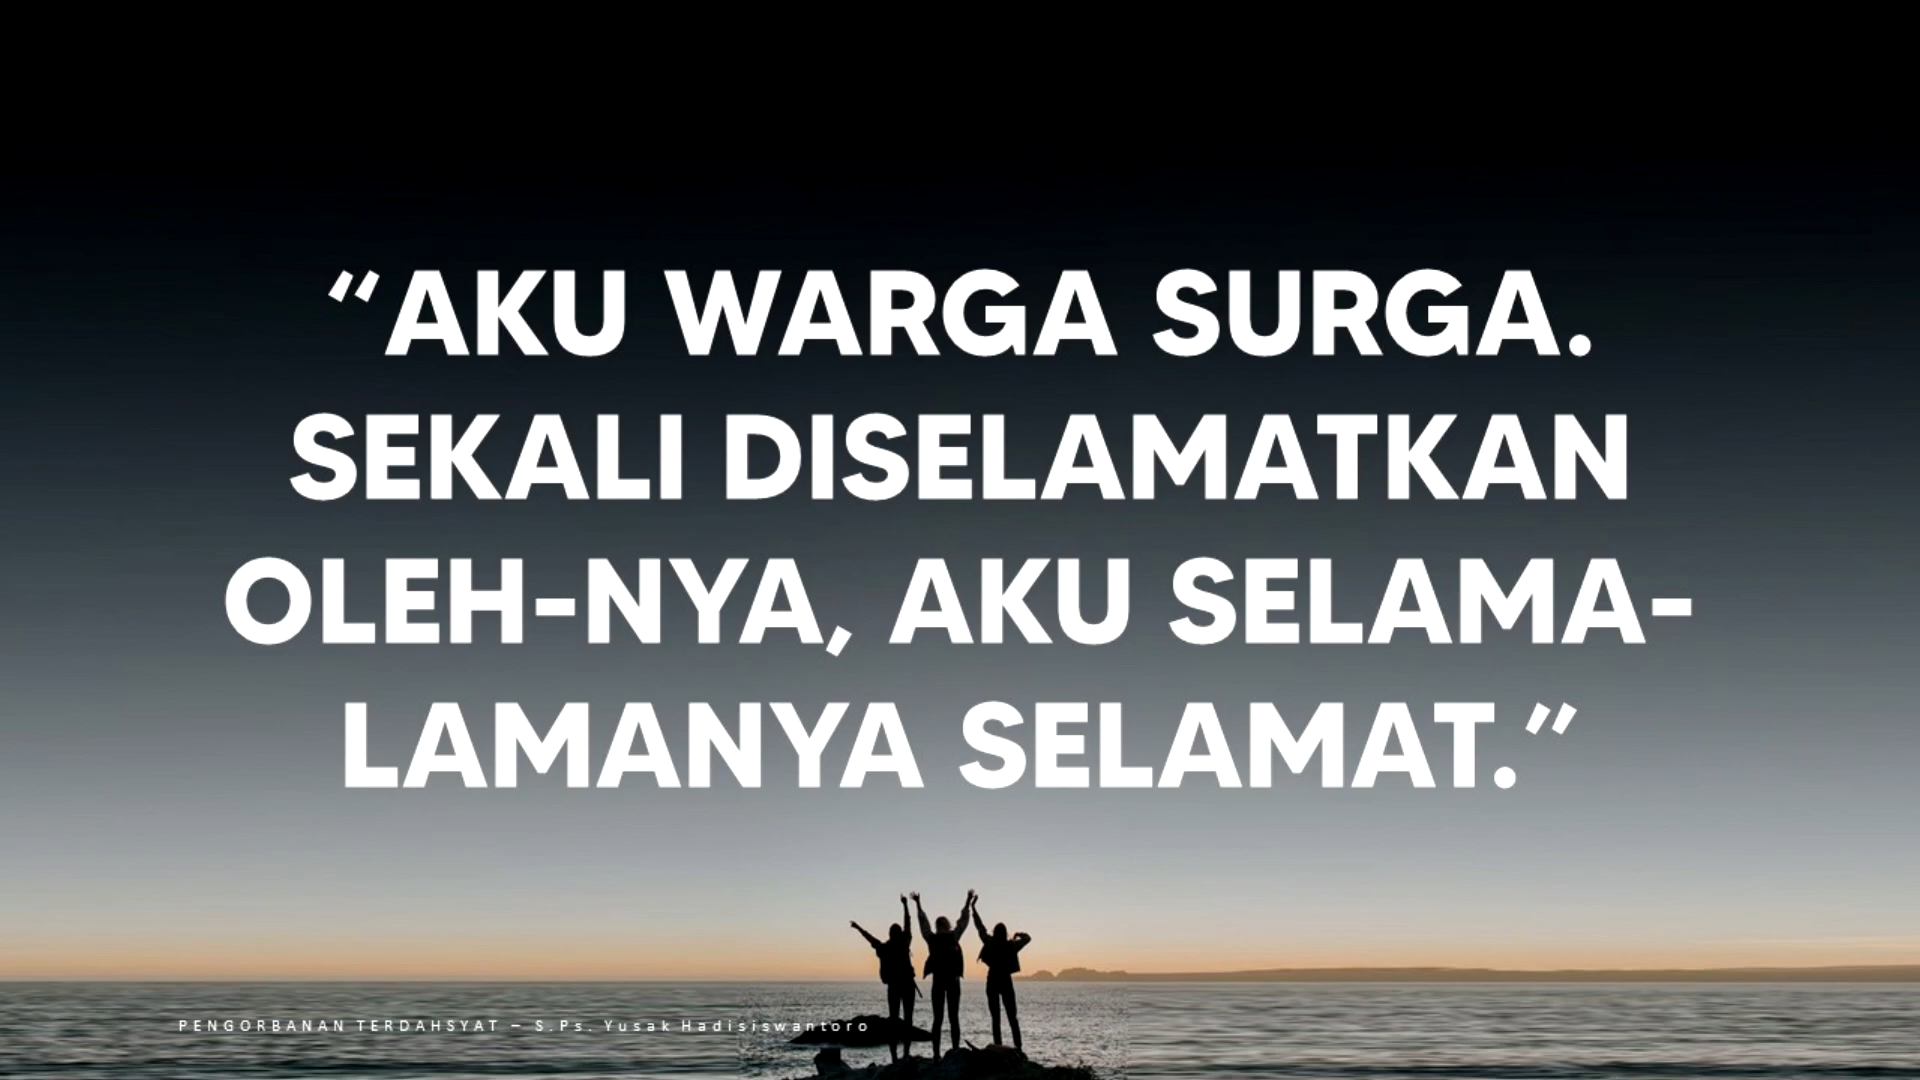 “AKU WARGA SURGA.
SEKALI DISELAMATKAN
OLEH-NYA, AKU SELAMA-
LAMANYA SELAMAT.”
PENGORBANAN TERDAHSYAT – S.Ps. Yusak Hadisiswantoro